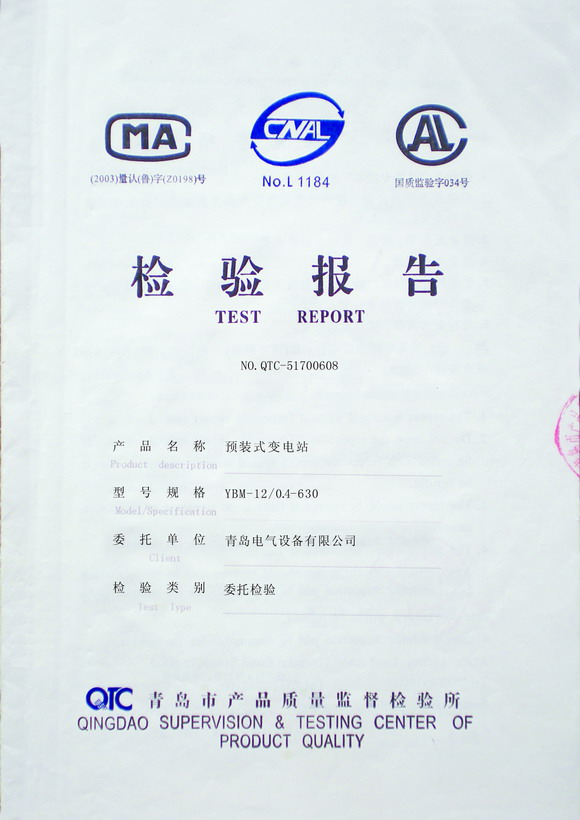 MA
CNAL
AL
(2003)量认(鲁)字(Z0198)号
No.L 1184
国质监验字034号
检验报告
TEST REPORT
NO.QTC-51700608
产品名称 预装式变电站
Product description
型号规格 YBM-12/0.4-630
Model/Specification
委托单位 青岛电气设备有限公司
Client
检验类别 委托检验
Test Type
QTC 青岛市产品质量监督检验所
QINGDAO SUPERVISION & TESTING CENTER OF
PRODUCT QUALITY